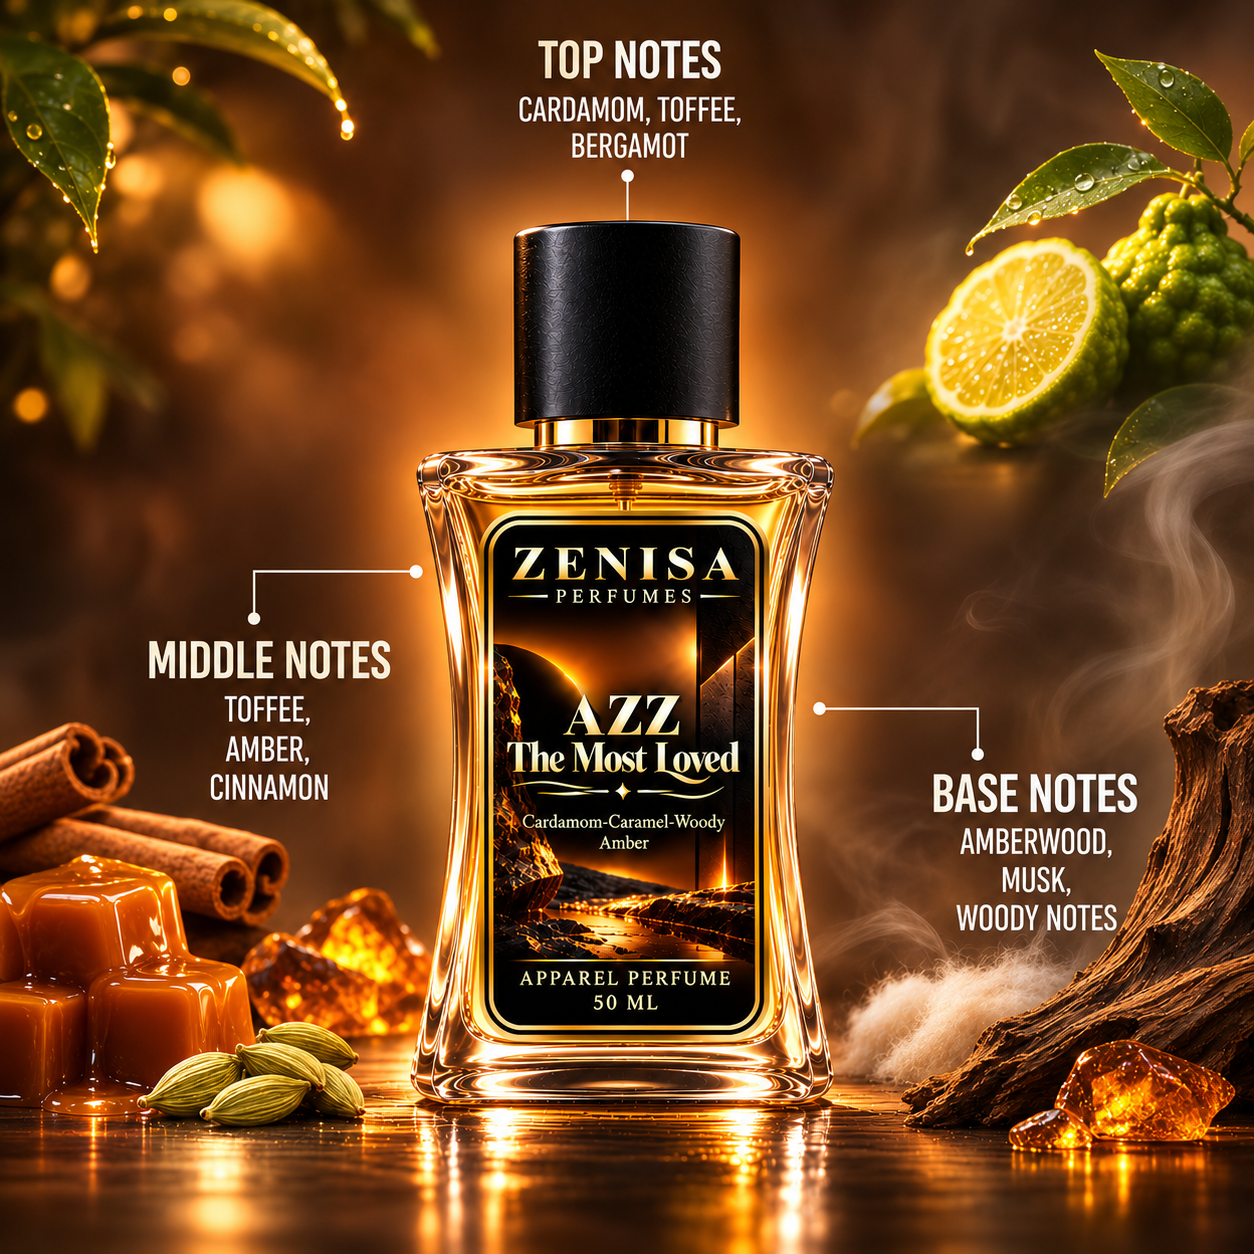 TOP NOTES
CARDAMOM, TOFFEE,
BERGAMOT
ZENISA
PERFUMES
AZZ
The Most Loved
Cardamom-Caramel-Woody
Amber
APPAREL PERFUME
50 ML
MIDDLE NOTES
TOFFEE,
AMBER,
CINNAMON
BASE NOTES
AMBERWOOD,
MUSK,
WOODY NOTES